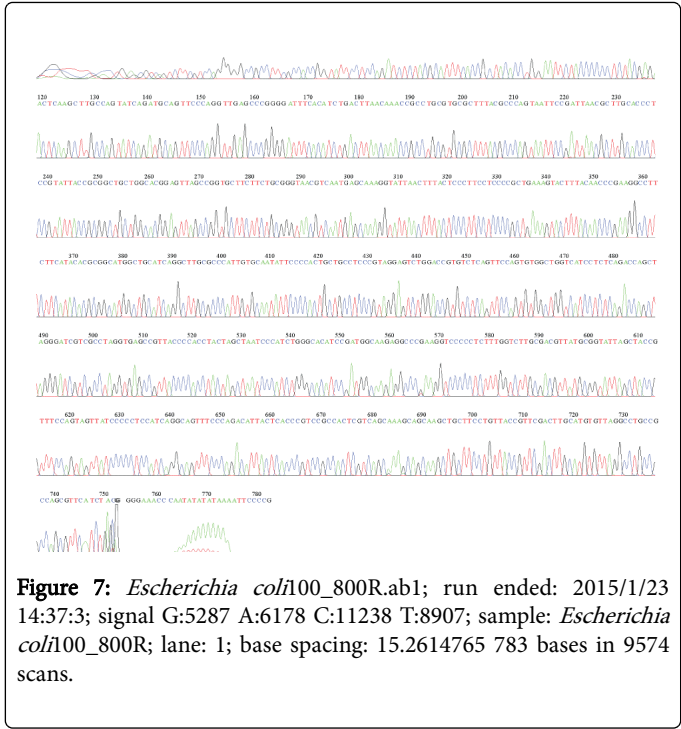 120 130 140 150 160 170 180 190 200 210 220 230
ACTCAAGCTTGCCAGTATCAGATGCAGTTCCCAGGTTGAGCCCGGGGATTTCACATCTGACTTAACAAACCGCCTGCGTGCGCTTTACGCCCAGTAATTCCGATTAACGCTTGCACCCT
240 250 260 270 280 290 300 310 320 330 340 350 360
CCGTATTACCGCGGCTGCTGGCACGGAGTTAGCCGGTGCTTCTTCTGCGGGTAACGTCAATGAGCAAAGGTATTAACTTTACTCCCTTCCTCCCCGCTGAAAGTACTTTACAACCCGAAGGCCTT
370 380 390 400 410 420 430 440 450 460 470 480
CTTCATACACGCGGCATGGCTGCATCAGGCTTGCGCCCATTGTGCAATATTCCCCACTGCTGCCTCCCGTAGGAGTCTGGACCGTGTCTCAGTTCCAGTGTGGCTGGTCATCCTCTCAGACCAGCT
490 500 510 520 530 540 550 560 570 580 590 600 610
AGGGATCGTCGCCTAGGTGAGCCGTTACCCCACCTACTAGCTAATCCCATCTGGGCACATCCGATGGCAAGAGGCCCGAAGGTCCCCCTCTTTGGTCTTGCGACGTTATGCGGTATTAGCTACCG
620 630 640 650 660 670 680 690 700 710 720 730
TTTCCAGTAGTTATCCCCCTCCATCAGGCAGTTTCCCAGACATTACTCACCCGTCCGCCACTCGTCAGCAAAGCAGCAAGCTGCTTCCTGTTACCGTTCGACTTGCATGTGTTAGGCCTGCCG
740 750 760 770 780
CCAGCGTTCATCTACG GGGAAACCC CAATATATATAAAATTCCCCG
Figure 7: Escherichia coli100_800R.ab1; run ended: 2015/1/23
14:37:3; signal G:5287 A:6178 C:11238 T:8907; sample: Escherichia
coli100_800R; lane: 1; base spacing: 15.2614765 783 bases in 9574
scans.